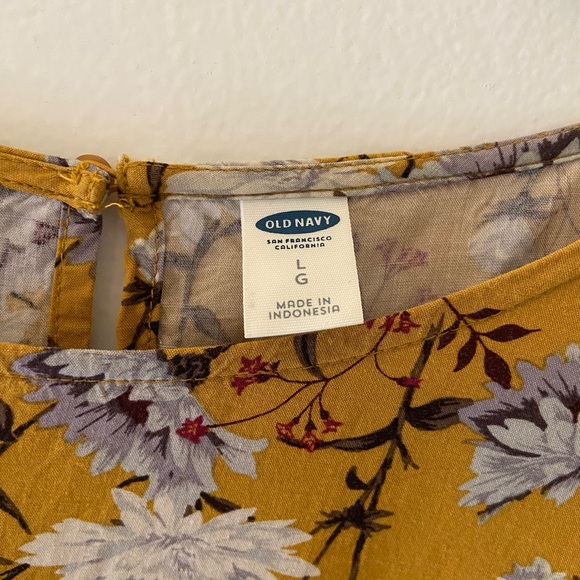 OLD NAVY
SAN FRANCISCO
CALIFORNIA
L
G
MADE IN
INDONESIA